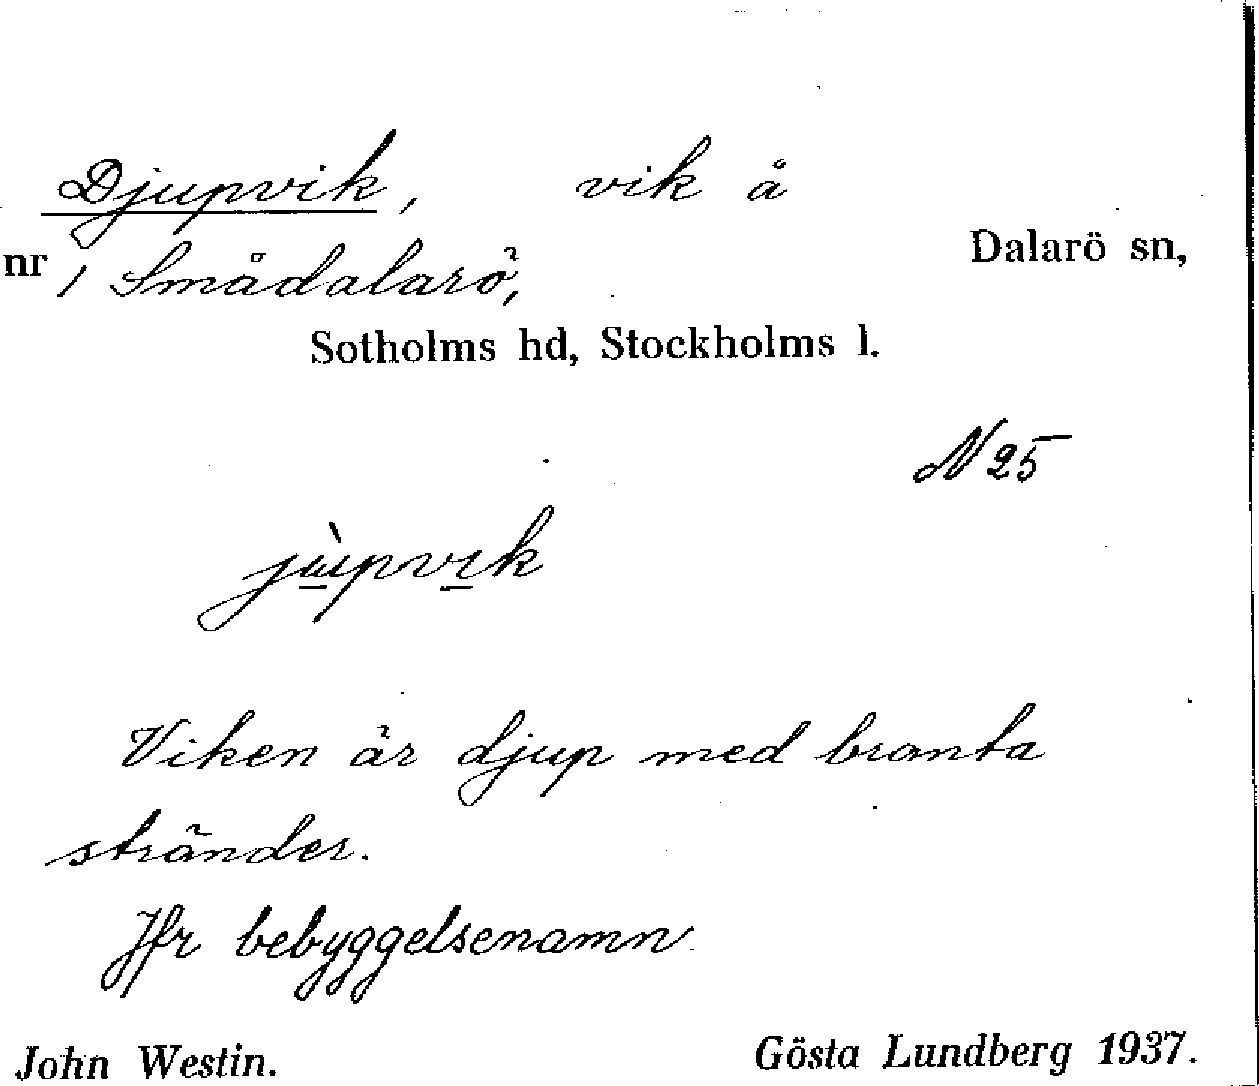 Djupvik, vik å
Dalarö sn,
nr 1 Smådalarö,
Sotholms hd, Stockholms l.
N 25
jùpvik
Viken är djup med branta
stränder.
Jfr bebyggelsenamn.
John Westin. Gösta Lundberg 1937.